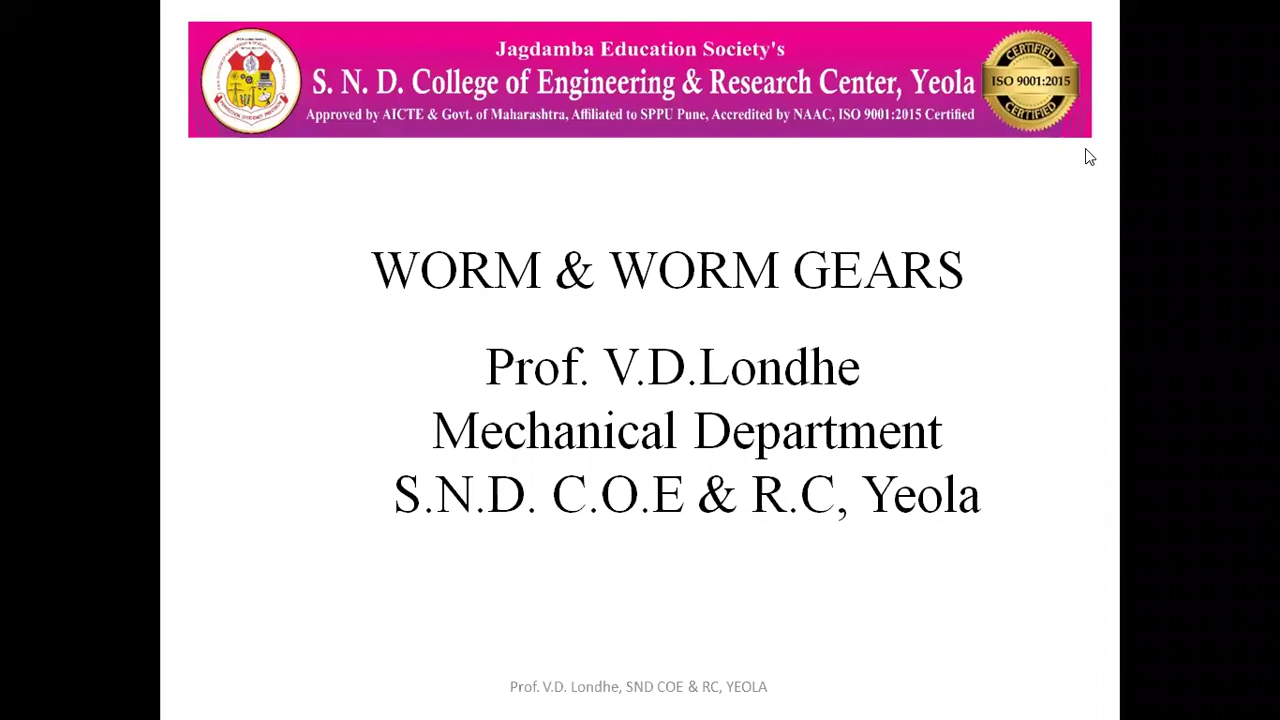 Jagdamba Education Society's
S. N. D. College of Engineering & Research Center, Yeola
Approved by AICTE & Govt. of Maharashtra, Affiliated to SPPU Pune, Accredited by NAAC, ISO 9001:2015 Certified
CERTIFIED
ISO 9001:2015
CERTIFIED
WORM & WORM GEARS
Prof. V.D.Londhe
Mechanical Department
S.N.D. C.O.E & R.C, Yeola
Prof. V.D. Londhe, SND COE & RC, YEOLA